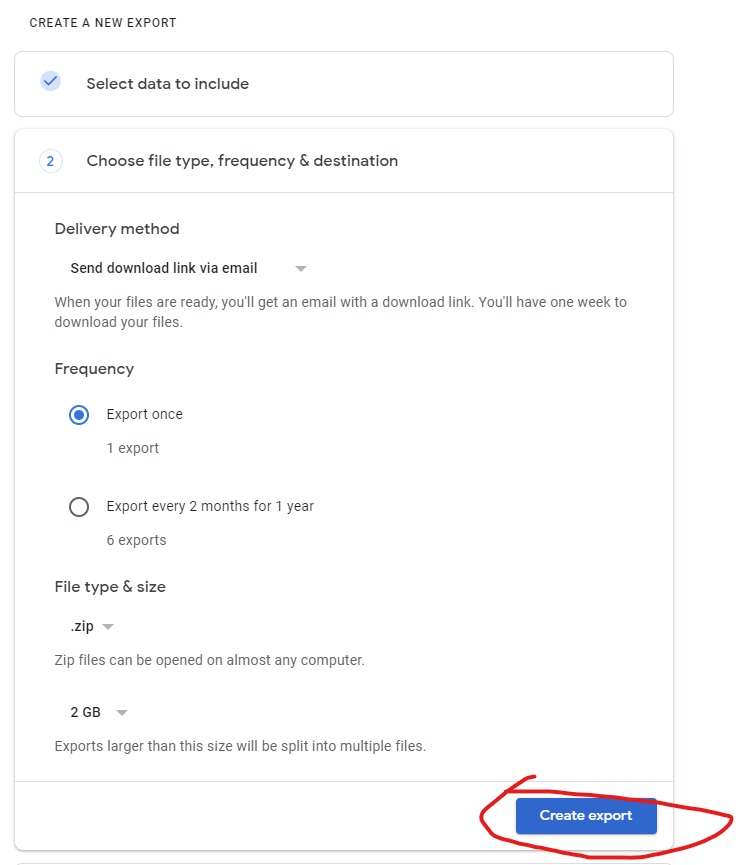 CREATE A NEW EXPORT
Select data to include
2
Choose file type, frequency & destination
Delivery method
Send download link via email
When your files are ready, you'll get an email with a download link. You'll have one week to
download your files.
Frequency
Export once
1 export
Export every 2 months for 1 year
6 exports
File type & size
.zip
Zip files can be opened on almost any computer.
2 GB
Exports larger than this size will be split into multiple files.
Create export